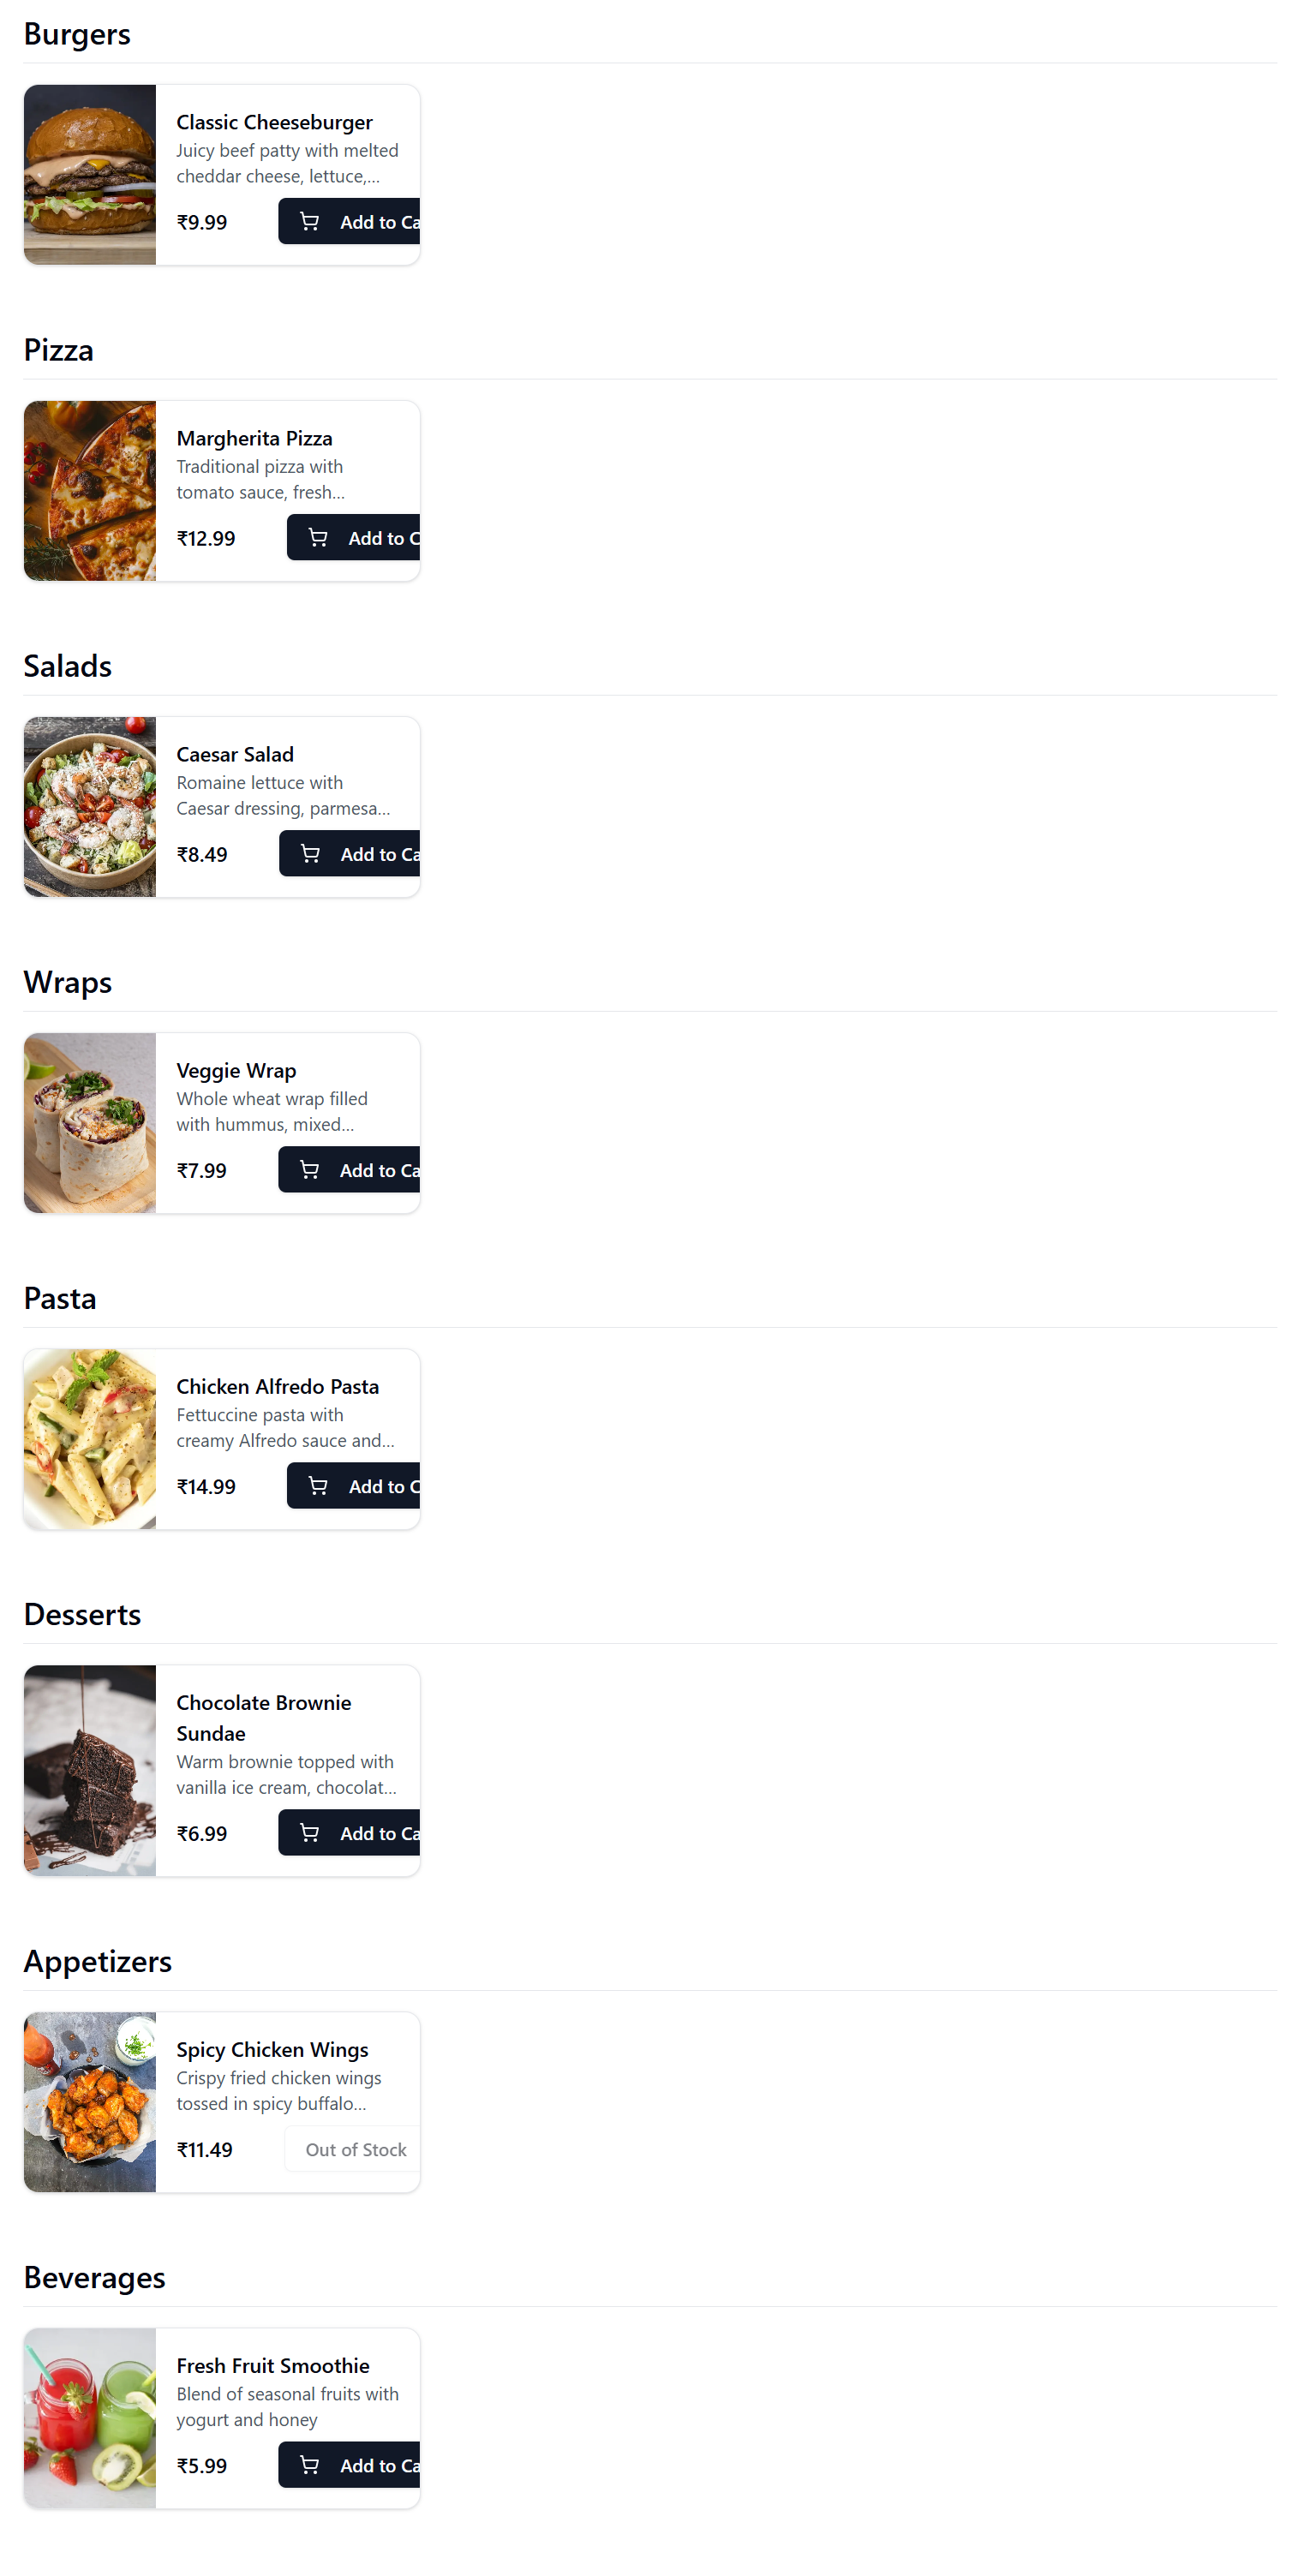 Burgers
Classic Cheeseburger
Juicy beef patty with melted
cheddar cheese, lettuce,...
₹9.99 Add to Ca
Pizza
Margherita Pizza
Traditional pizza with
tomato sauce, fresh...
₹12.99 Add to C
Salads
Caesar Salad
Romaine lettuce with
Caesar dressing, parmesa...
₹8.49 Add to Ca
Wraps
Veggie Wrap
Whole wheat wrap filled
with hummus, mixed...
₹7.99 Add to Ca
Pasta
Chicken Alfredo Pasta
Fettuccine pasta with
creamy Alfredo sauce and...
₹14.99 Add to C
Desserts
Chocolate Brownie
Sundae
Warm brownie topped with
vanilla ice cream, chocolat...
₹6.99 Add to Ca
Appetizers
Spicy Chicken Wings
Crispy fried chicken wings
tossed in spicy buffalo...
₹11.49 Out of Stock
Beverages
Fresh Fruit Smoothie
Blend of seasonal fruits with
yogurt and honey
₹5.99 Add to Ca